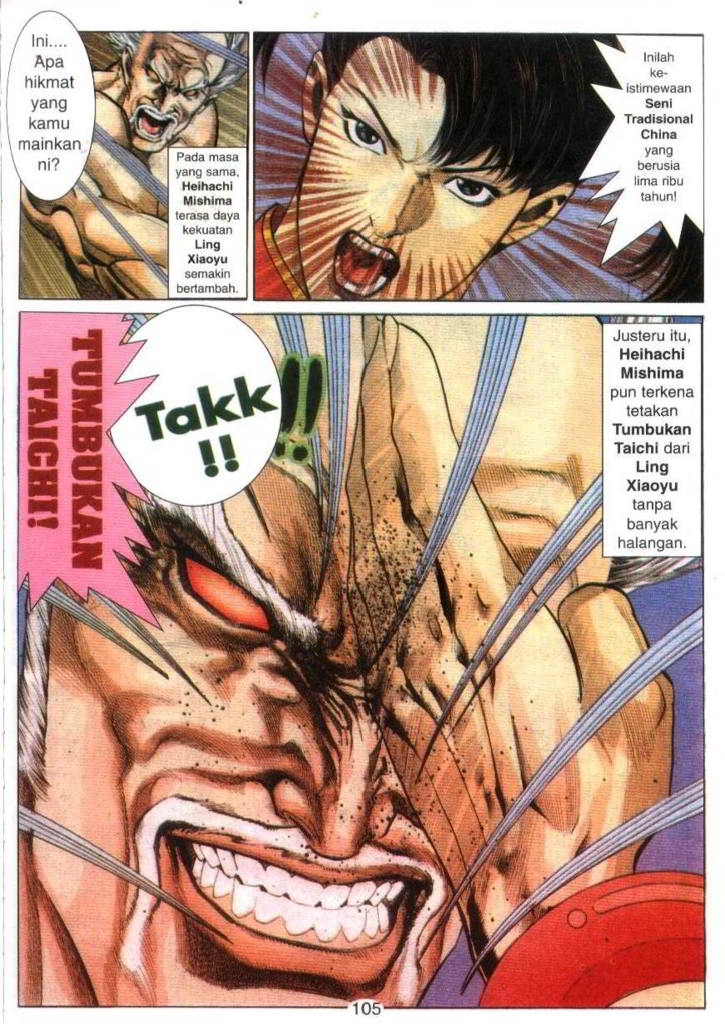 Ini....
Apa
hikmat
yang
kamu
mainkan
ni?
Pada masa
yang sama,
Heihachi
Mishima
terasa daya
kekuatan
Ling
Xiaoyu
semakin
bertambah.
Inilah
ke-
istimewaan
Seni
Tradisional
China
yang
berusia
lima ribu
tahun!
TUMBUKAN
TAICHI!
Takk!!
!!
Justeru itu,
Heihachi
Mishima
pun terkena
tetakan
Tumbukan
Taichi dari
Ling
Xiaoyu
tanpa
banyak
halangan.
105